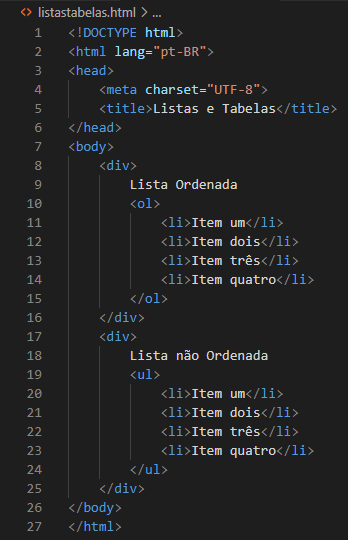 listastabelas.html > ...
1 <!DOCTYPE html>
2 <html lang="pt-BR">
3 <head>
4     <meta charset="UTF-8">
5     <title>Listas e Tabelas</title>
6 </head>
7 <body>
8     <div>
9         Lista Ordenada
10         <ol>
11             <li>Item um</li>
12             <li>Item dois</li>
13             <li>Item três</li>
14             <li>Item quatro</li>
15         </ol>
16     </div>
17     <div>
18         Lista não Ordenada
19         <ul>
20             <li>Item um</li>
21             <li>Item dois</li>
22             <li>Item três</li>
23             <li>Item quatro</li>
24         </ul>
25     </div>
26 </body>
27 </html>